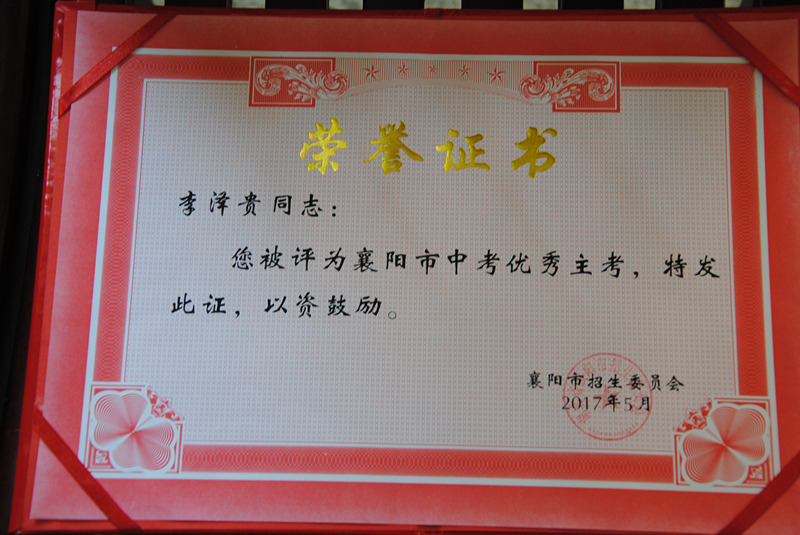 荣誉证书
李泽贵同志：
您被评为襄阳市中考优秀主考，特发
此证，以资鼓励。
襄阳市招生委员会
2017年5月